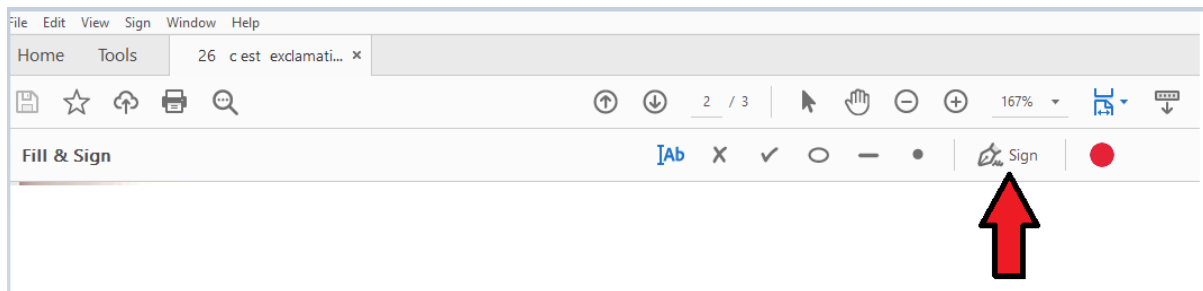 File Edit View Sign Window Help
Home Tools 26 c est exclamati... ×
2 / 3 167%
Fill & Sign Ab Sign